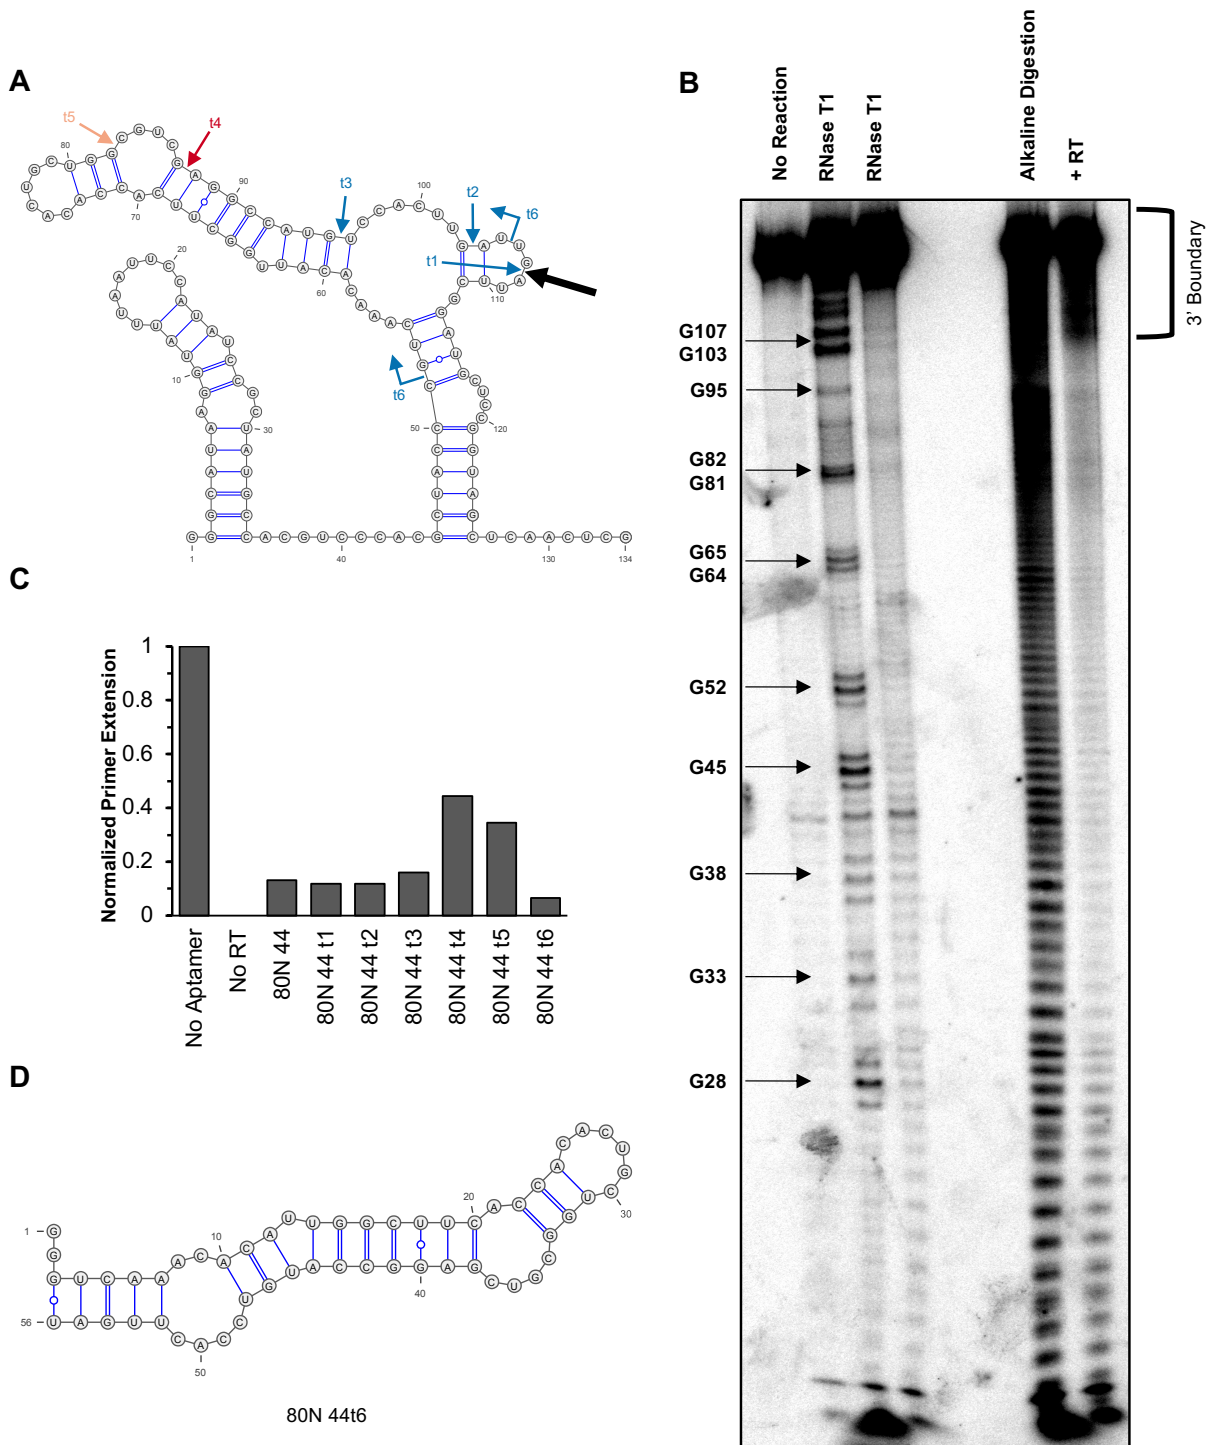 A
t5
t4
80
90
t3
100
t2
t6
70
20
t1
60
110
10
t6
50
30
120
1
40
130
134
B
No Reaction
RNase T1
RNase T1
Alkaline Digestion
+ RT
3' Boundary
G107
G103
G95
G82
G81
G65
G64
G52
G45
G38
G33
G28
C
Normalized Primer Extension
1
0.8
0.6
0.4
0.2
0
No Aptamer
No RT
80N 44
80N 44 t1
80N 44 t2
80N 44 t3
80N 44 t4
80N 44 t5
80N 44 t6
D
1
10
20
30
40
50
56
80N 44t6